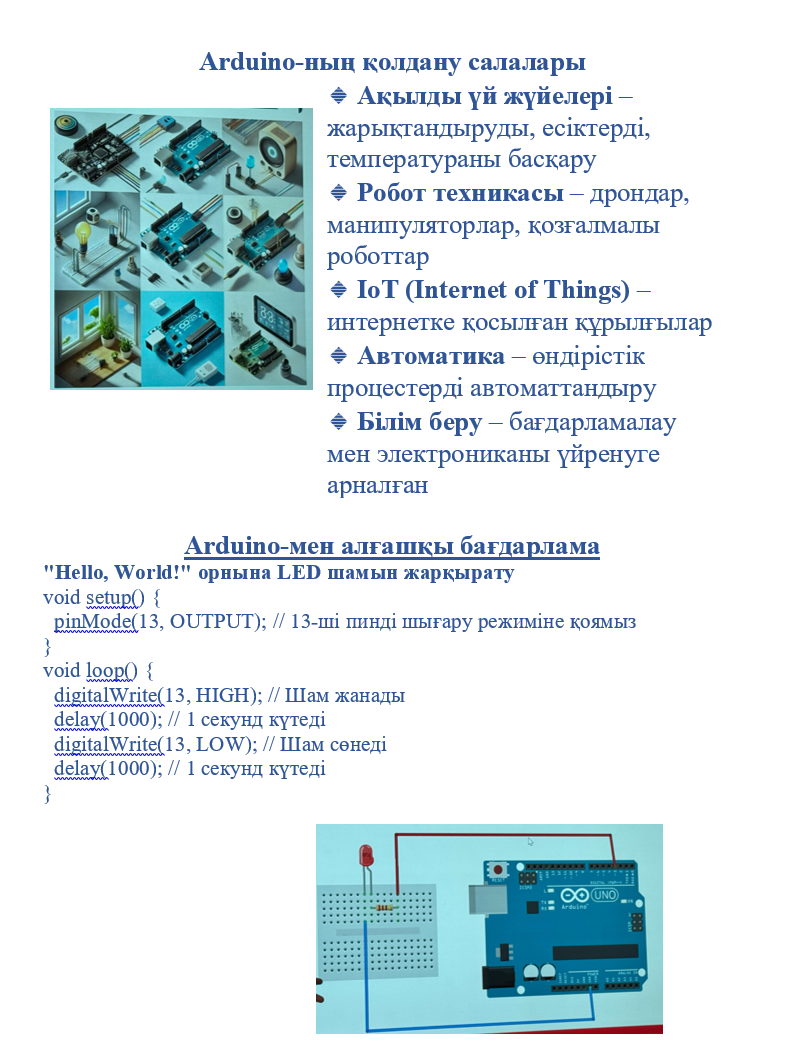 Arduino-ның қолдану салалары
Ақылды үй жүйелері –
жарықтандыруды, есіктерді,
температураны басқару
Робот техникасы – дрондар,
манипуляторлар, қозғалмалы
роботтар
IoT (Internet of Things) –
интернетке қосылған құрылғылар
Автоматика – өндірістік
процестерді автоматтандыру
Білім беру – бағдарламалау
мен электрониканы үйренуге
арналған
Arduino-мен алғашқы бағдарлама
"Hello, World!" орнына LED шамын жарқырату
void setup() {
pinMode(13, OUTPUT); // 13-ші пинді шығару режиміне қоямыз
}
void loop() {
digitalWrite(13, HIGH); // Шам жанады
delay(1000); // 1 секунд күтеді
digitalWrite(13, LOW); // Шам сөнеді
delay(1000); // 1 секунд күтеді
}
RESET
UNO
Arduino